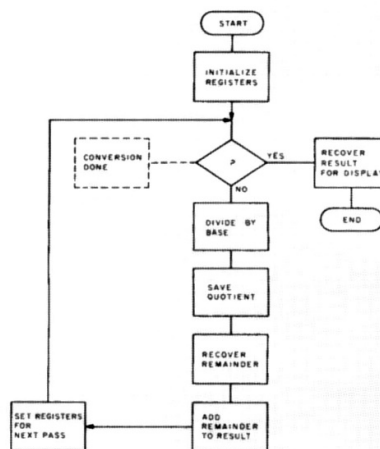 START
INITIALIZE
REGISTERS
CONVERSION
DONE
?
YES
RECOVER
RESULT
FOR DISPLAY
NO
END
DIVIDE BY
BASE
SAVE
QUOTIENT
RECOVER
REMAINDER
ADD
REMAINDER
TO RESULT
SET REGISTERS
FOR
NEXT PASS